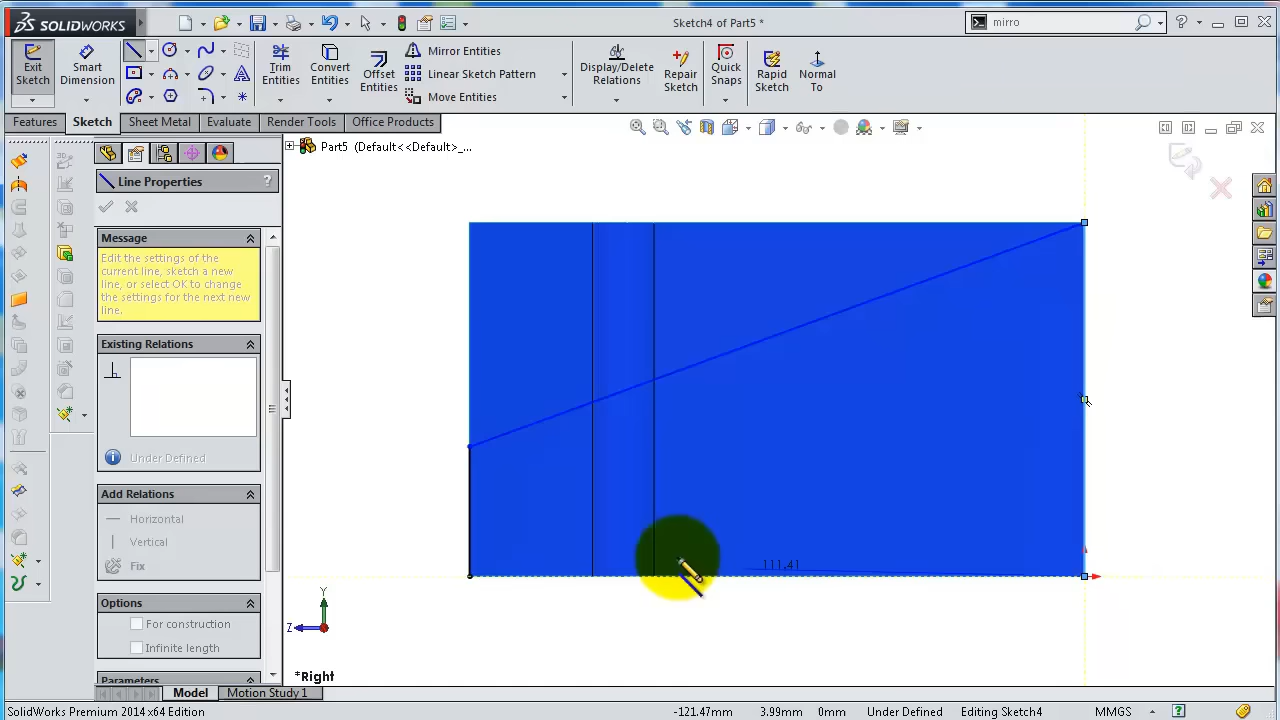 SOLIDWORKS
Sketch4 of Part5 *
mirro
Exit Sketch
Smart Dimension
Trim Entities
Convert Entities
Offset Entities
Mirror Entities
Linear Sketch Pattern
Move Entities
Display/Delete Relations
Repair Sketch
Quick Snaps
Rapid Sketch
Normal To
Features
Sketch
Sheet Metal
Evaluate
Render Tools
Office Products
Part5 (Default<<Default>_...
Line Properties
?
Message
Edit the settings of the
current line, sketch a new
line, or select OK to change
the settings for the next new
line.
Existing Relations
Under Defined
Add Relations
Horizontal
Vertical
Fix
Options
For construction
Infinite length
Parameters
111,41
Y
Z
*Right
Model
Motion Study 1
SolidWorks Premium 2014 x64 Edition
-121.47mm
3.99mm
0mm
Under Defined
Editing Sketch4
MMGS